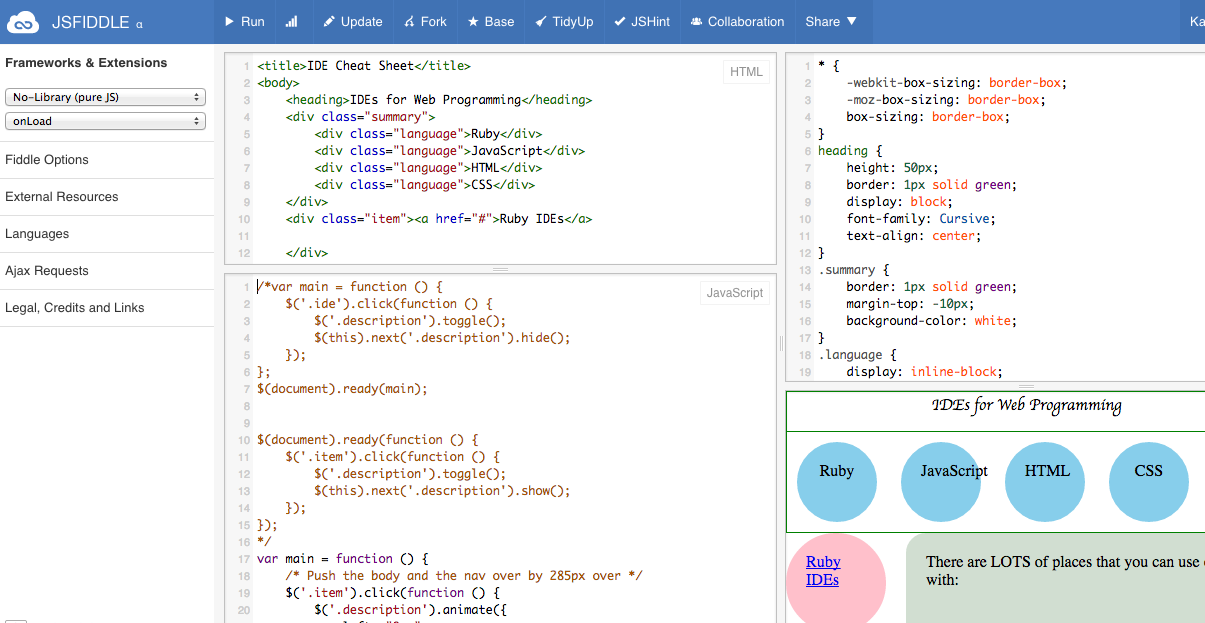 JSFIDDLE α
Run
Update
Fork
Base
TidyUp
JSHint
Collaboration
Share ▼
Ka
Frameworks & Extensions
No-Library (pure JS)
onLoad
Fiddle Options
External Resources
Languages
Ajax Requests
Legal, Credits and Links
HTML
1 <title>IDE Cheat Sheet</title>
2 <body>
3 <heading>IDEs for Web Programming</heading>
4 <div class="summary">
5 <div class="language">Ruby</div>
6 <div class="language">JavaScript</div>
7 <div class="language">HTML</div>
8 <div class="language">CSS</div>
9 </div>
10 <div class="item"><a href="#">Ruby IDEs</a>
11
12 </div>
JavaScript
1 /*var main = function () {
2 $('.ide').click(function () {
3 $('.description').toggle();
4 $(this).next('.description').hide();
5 });
6 };
7 $(document).ready(main);
8
9
10 $(document).ready(function () {
11 $('.item').click(function () {
12 $('.description').toggle();
13 $(this).next('.description').show();
14 });
15 });
16 */
17 var main = function () {
18 /* Push the body and the nav over by 285px over */
19 $('.item').click(function () {
20 $('.description').animate({
1 * {
2 -webkit-box-sizing: border-box;
3 -moz-box-sizing: border-box;
4 box-sizing: border-box;
5 }
6 heading {
7 height: 50px;
8 border: 1px solid green;
9 display: block;
10 font-family: Cursive;
11 text-align: center;
12 }
13 .summary {
14 border: 1px solid green;
15 margin-top: -10px;
16 background-color: white;
17 }
18 .language {
19 display: inline-block;
IDEs for Web Programming
Ruby
JavaScript
HTML
CSS
Ruby
IDEs
There are LOTS of places that you can use
with: